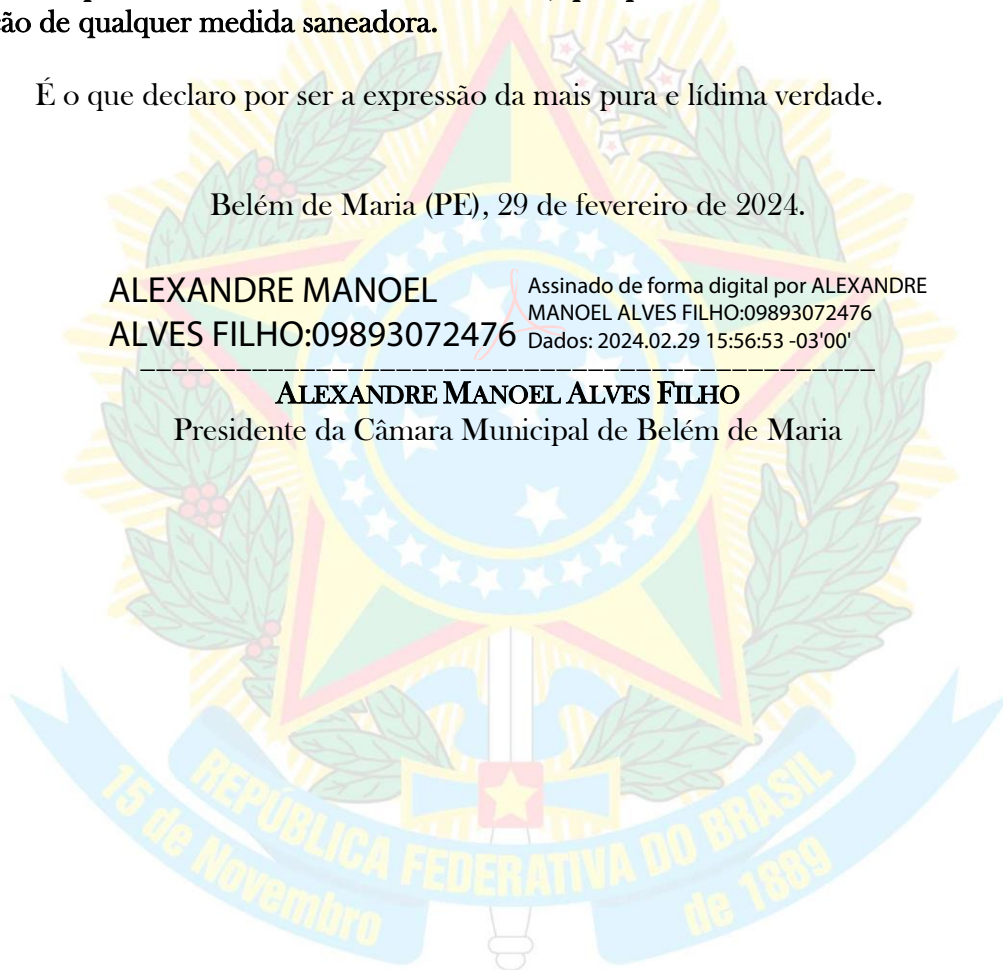 ção de qualquer medida saneadora.
É o que declaro por ser a expressão da mais pura e lídima verdade.
Belém de Maria (PE), 29 de fevereiro de 2024.
ALEXANDRE MANOEL
ALVES FILHO:09893072476
Assinado de forma digital por ALEXANDRE
MANOEL ALVES FILHO:09893072476
Dados: 2024.02.29 15:56:53 -03'00'
ALEXANDRE MANOEL ALVES FILHO
Presidente da Câmara Municipal de Belém de Maria
REPÚBLICA FEDERATIVA DO BRASIL
15 de Novembro
de 1889